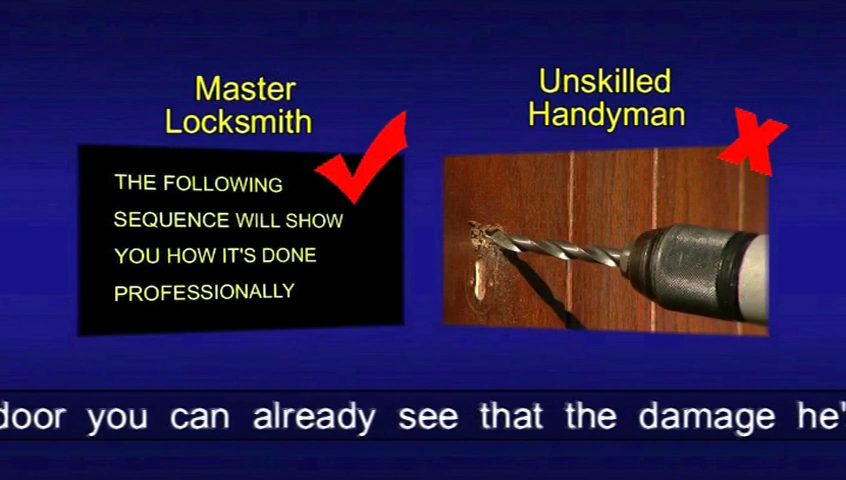 Master
Locksmith
THE FOLLOWING
SEQUENCE WILL SHOW
YOU HOW IT'S DONE
PROFESSIONALLY
Unskilled
Handyman
door you can already see that the damage he'